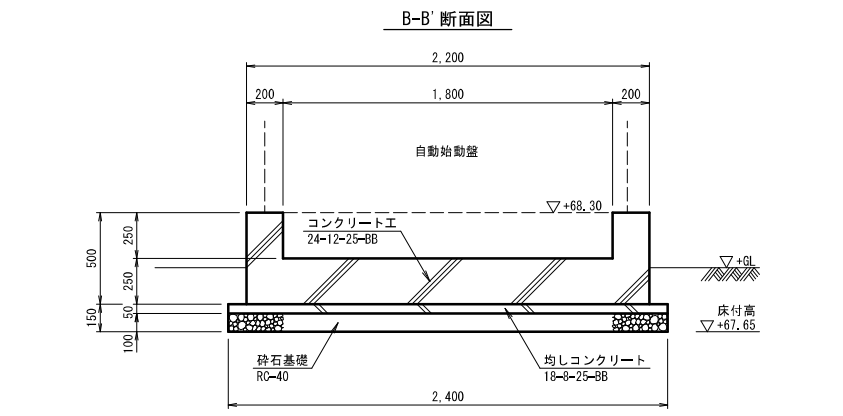 B-B' 断面図
2,200
200
1,800
200
自動始動盤
+68.30
コンクリート工
24-12-25-BB
+GL
500
250
250
150
50
100
床付高
+67.65
砕石基礎
RC-40
均しコンクリート
18-8-25-BB
2,400